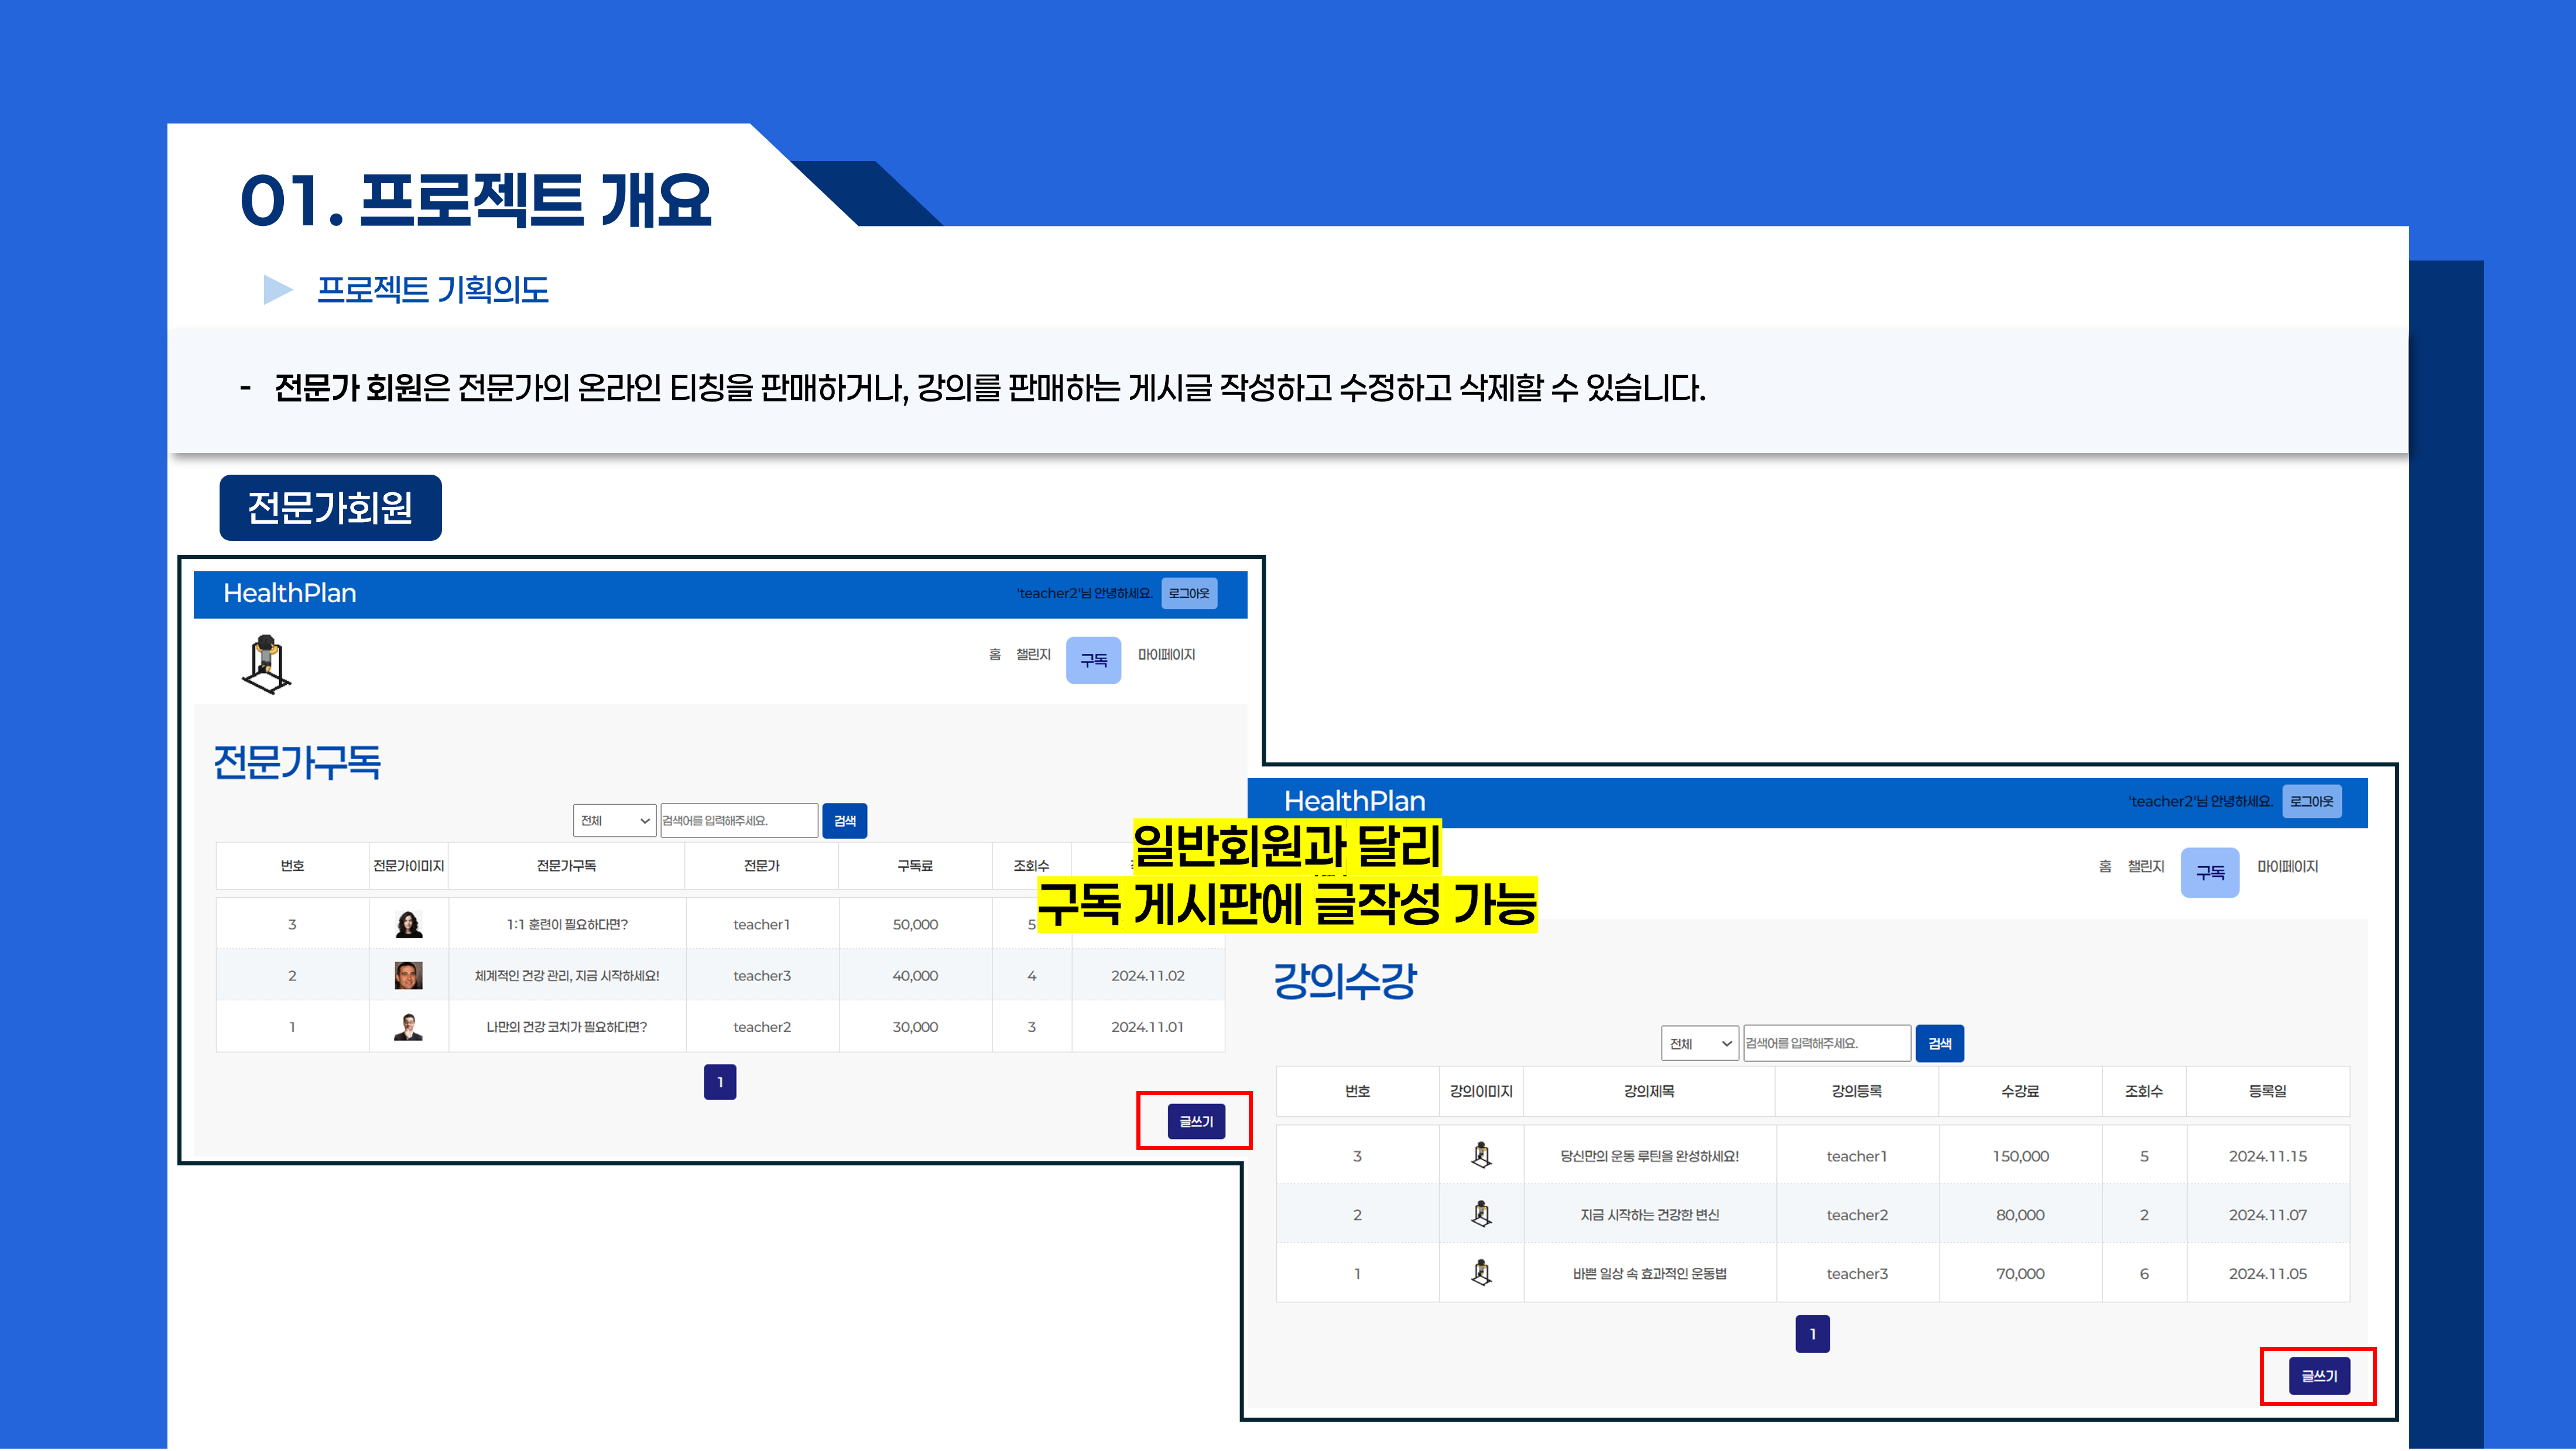 01. 프로젝트 개요
프로젝트 기획의도
- 전문가 회원은 전문가의 온라인 티칭을 판매하거나, 강의를 판매하는 게시글 작성하고 수정하고 삭제할 수 있습니다.
전문가회원
HealthPlan 'teacher2'님 안녕하세요. 로그아웃
홈 챌린지 구독 마이페이지
전문가구독
전체 검색어를 입력해주세요. 검색
번호 전문가이미지 전문가구독 전문가 구독료 조회수
3 1:1 훈련이 필요하다면? teacher1 50,000 5
2 체계적인 건강 관리, 지금 시작하세요! teacher3 40,000 4 2024.11.02
1 나만의 건강 코치가 필요하다면? teacher2 30,000 3 2024.11.01
1
글쓰기
일반회원과 달리
구독 게시판에 글작성 가능
HealthPlan 'teacher2'님 안녕하세요. 로그아웃
홈 챌린지 구독 마이페이지
강의수강
전체 검색어를 입력해주세요. 검색
번호 강의이미지 강의제목 강의등록 수강료 조회수 등록일
3 당신만의 운동 루틴을 완성하세요! teacher1 150,000 5 2024.11.15
2 지금 시작하는 건강한 변신 teacher2 80,000 2 2024.11.07
1 바쁜 일상 속 효과적인 운동법 teacher3 70,000 6 2024.11.05
1
글쓰기